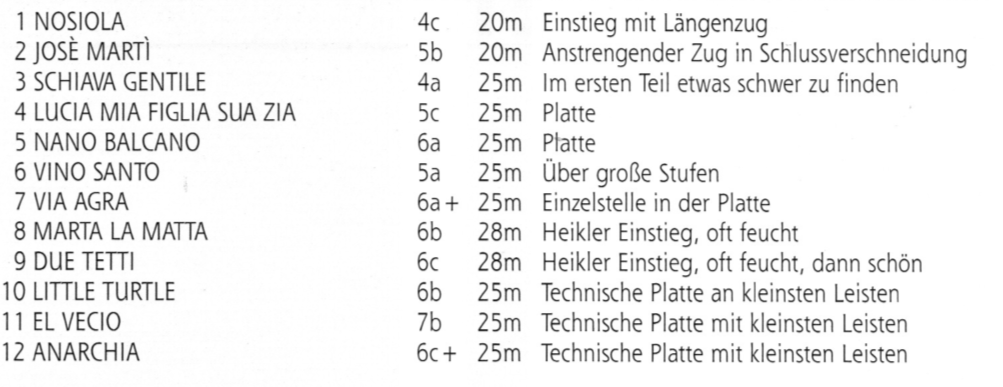 1 NOSIOLA 4c 20m Einstieg mit Längenzug
2 JOSÈ MARTÌ 5b 20m Anstrengender Zug in Schlussverschneidung
3 SCHIAVA GENTILE 4a 25m Im ersten Teil etwas schwer zu finden
4 LUCIA MIA FIGLIA SUA ZIA 5c 25m Platte
5 NANO BALCANO 6a 25m Platte
6 VINO SANTO 5a 25m Über große Stufen
7 VIA AGRA 6a+ 25m Einzelstelle in der Platte
8 MARTA LA MATTA 6b 28m Heikler Einstieg, oft feucht
9 DUE TETTI 6c 28m Heikler Einstieg, oft feucht, dann schön
10 LITTLE TURTLE 6b 25m Technische Platte an kleinsten Leisten
11 EL VECIO 7b 25m Technische Platte mit kleinsten Leisten
12 ANARCHIA 6c+ 25m Technische Platte mit kleinsten Leisten